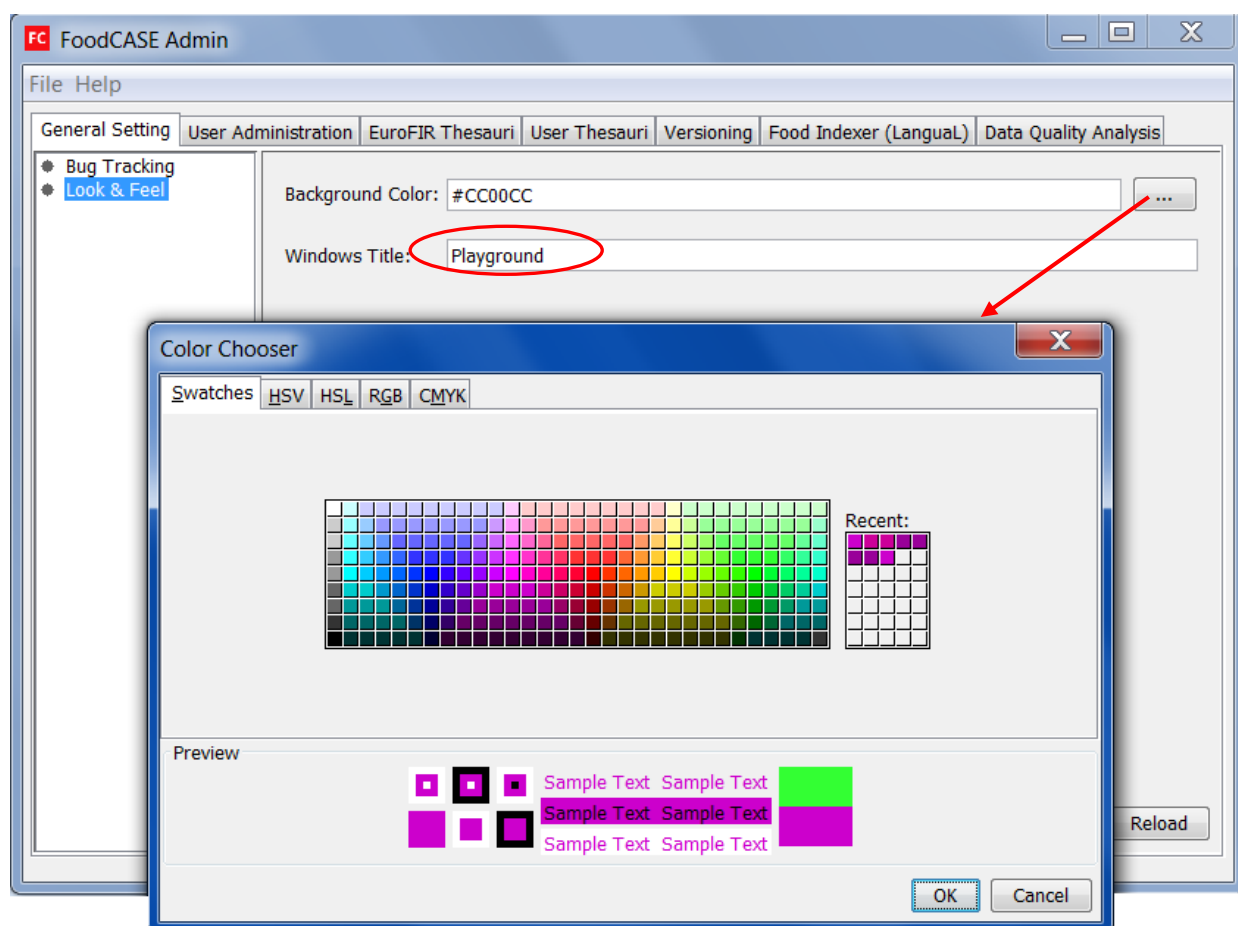 FC FoodCASE Admin
File Help
General Setting User Administration EuroFIR Thesauri User Thesauri Versioning Food Indexer (LanguaL) Data Quality Analysis
Bug Tracking
Look & Feel
Background Color: #CC00CC ...
Windows Title: Playground
Color Chooser
Swatches HSV HSL RGB CMYK
Recent:
Preview
Sample Text Sample Text
Sample Text Sample Text
Sample Text Sample Text
Reload
OK Cancel